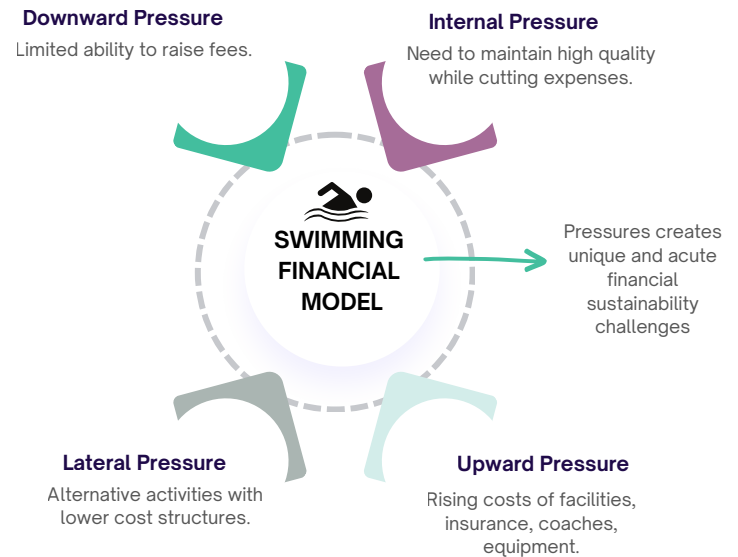 Downward Pressure
Limited ability to raise fees.
Internal Pressure
Need to maintain high quality
while cutting expenses.
SWIMMING
FINANCIAL
MODEL
Pressures creates
unique and acute
financial
sustainability
challenges
Lateral Pressure
Alternative activities with
lower cost structures.
Upward Pressure
Rising costs of facilities,
insurance, coaches,
equipment.